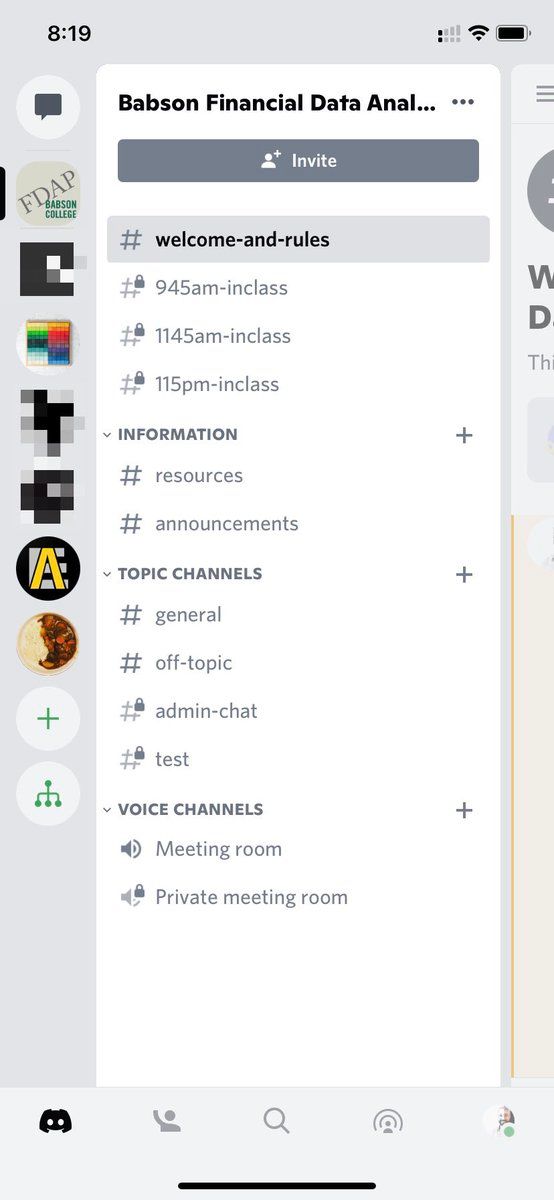 8:19
Babson Financial Data Anal...
Invite
FDAP
BABSON
COLLEGE
welcome-and-rules
945am-inclass
1145am-inclass
115pm-inclass
INFORMATION
resources
announcements
TOPIC CHANNELS
general
off-topic
admin-chat
test
VOICE CHANNELS
Meeting room
Private meeting room
W
Thi